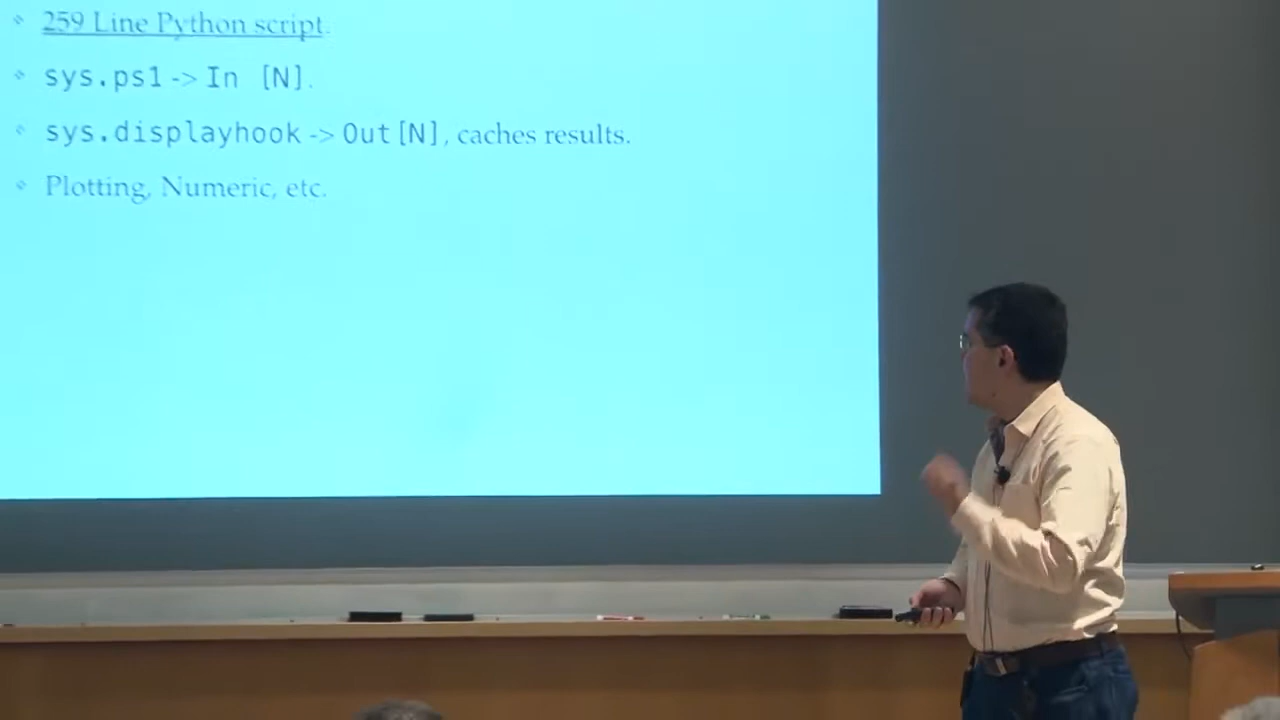 259 Line Python script.
sys.ps1 -> In [N].
sys.displayhook -> Out[N], caches results.
Plotting, Numeric, etc.